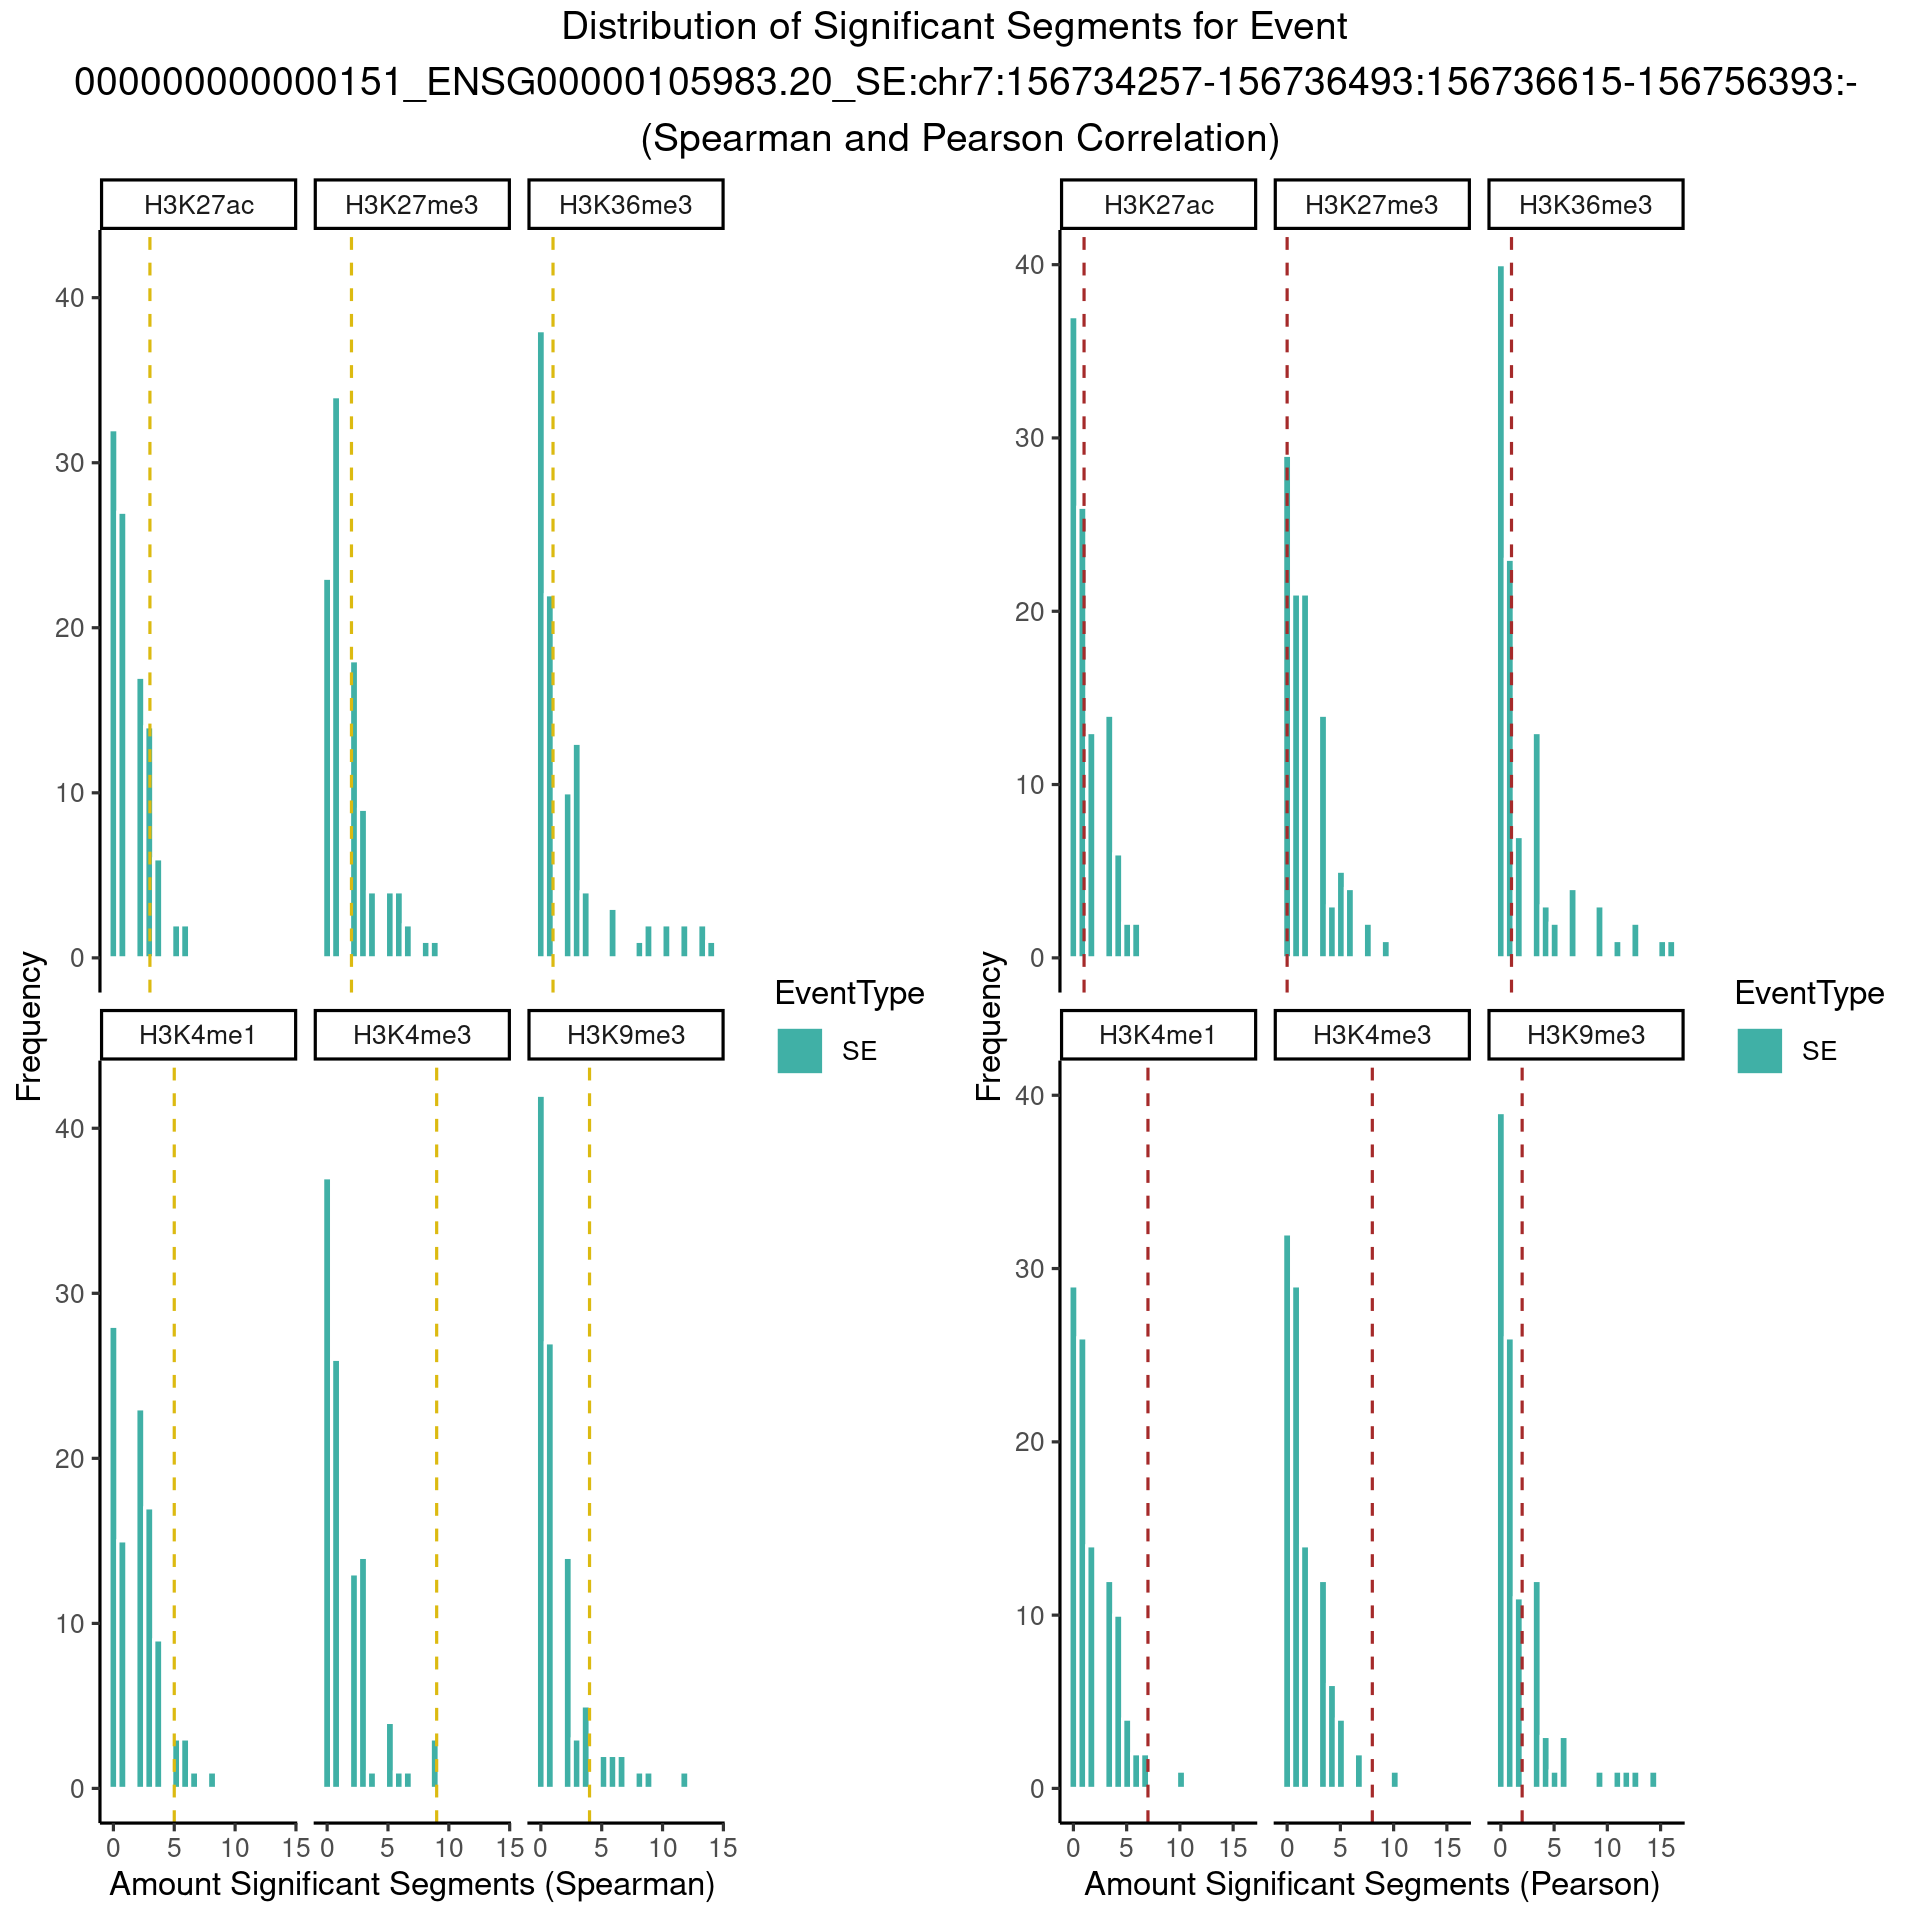 Distribution of Significant Segments for Event
000000000000151_ENSG00000105983.20_SE:chr7:156734257-156736493:156736615-156756393:-
(Spearman and Pearson Correlation)
H3K27ac H3K27me3 H3K36me3
40
30
20
10
0
H3K4me1 H3K4me3 H3K9me3
40
30
20
10
0
0 5 10 15 0 5 10 15 0 5 10 15
Frequency
Amount Significant Segments (Spearman)
EventType
SE
H3K27ac H3K27me3 H3K36me3
40
30
20
10
0
H3K4me1 H3K4me3 H3K9me3
40
30
20
10
0
0 5 10 15 0 5 10 15 0 5 10 15
Frequency
Amount Significant Segments (Pearson)
EventType
SE